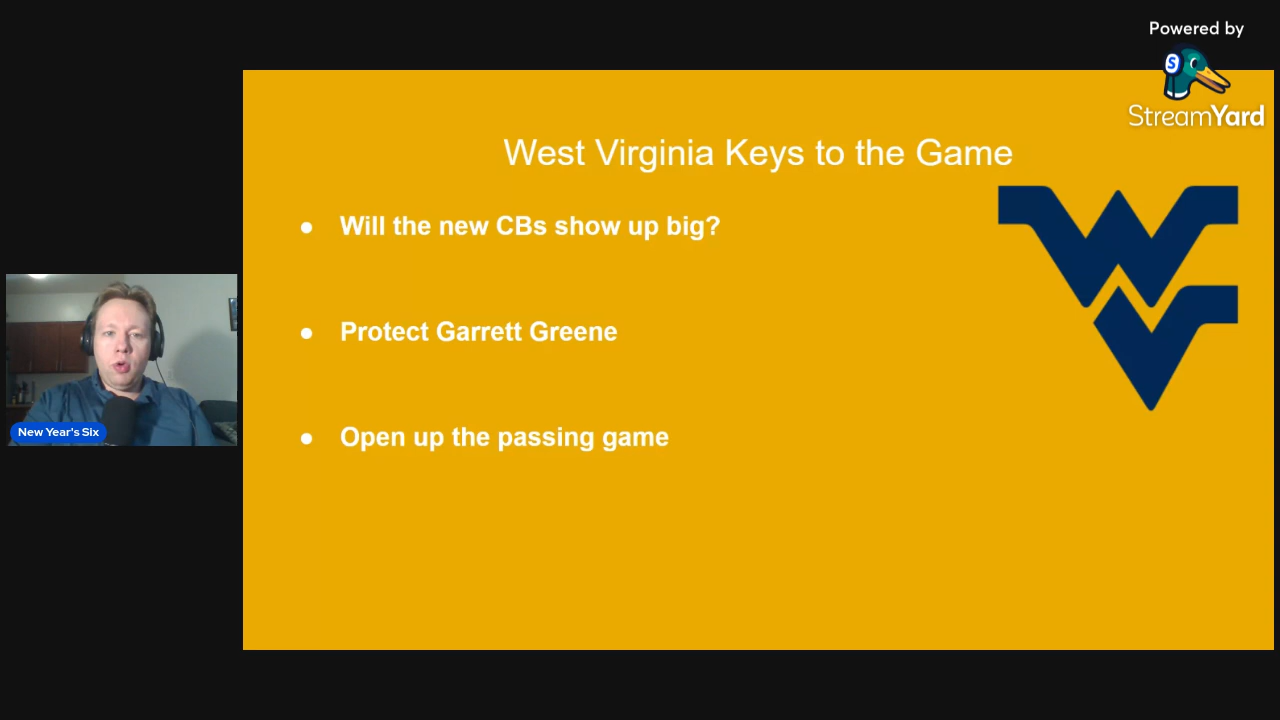 Powered by
StreamYard
West Virginia Keys to the Game
● Will the new CBs show up big?
● Protect Garrett Greene
● Open up the passing game
WV
New Year's Six
S